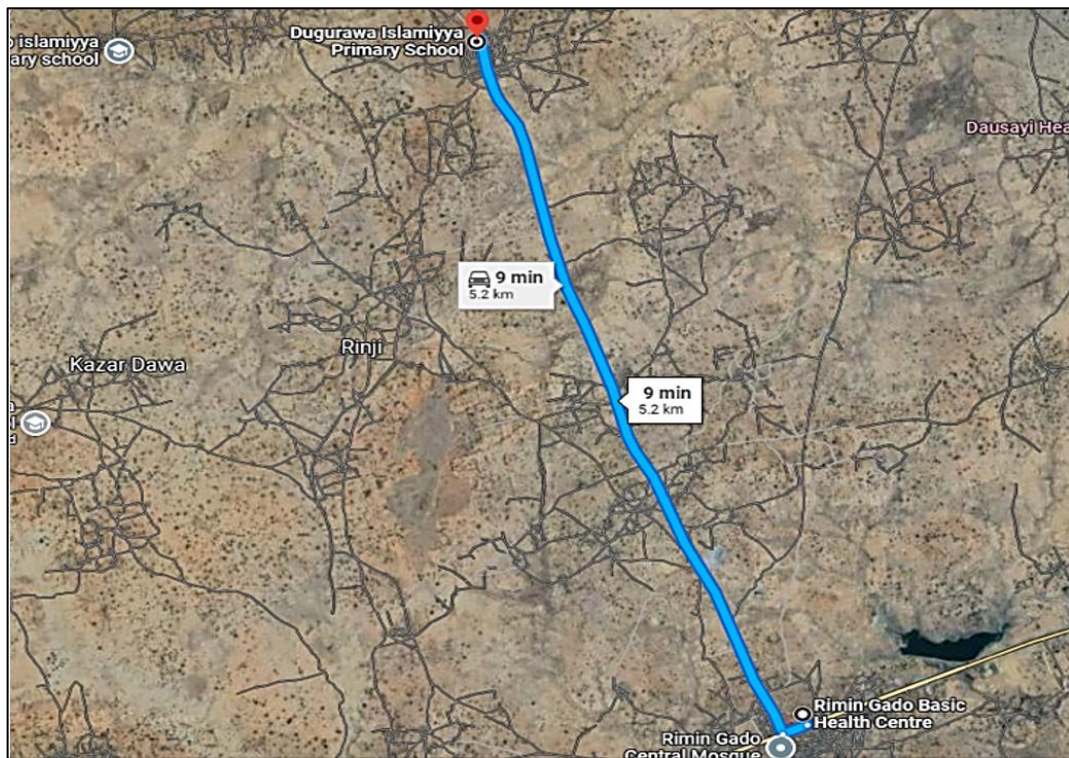 Dugurawa Islamiyya
Primary School
islamiyya
ary school
Dausayi Hea
9 min
5.2 km
Rinji
Kazar Dawa
9 min
5.2 km
Rimin Gado Basic
Health Centre
Rimin Gado
Central Mosque